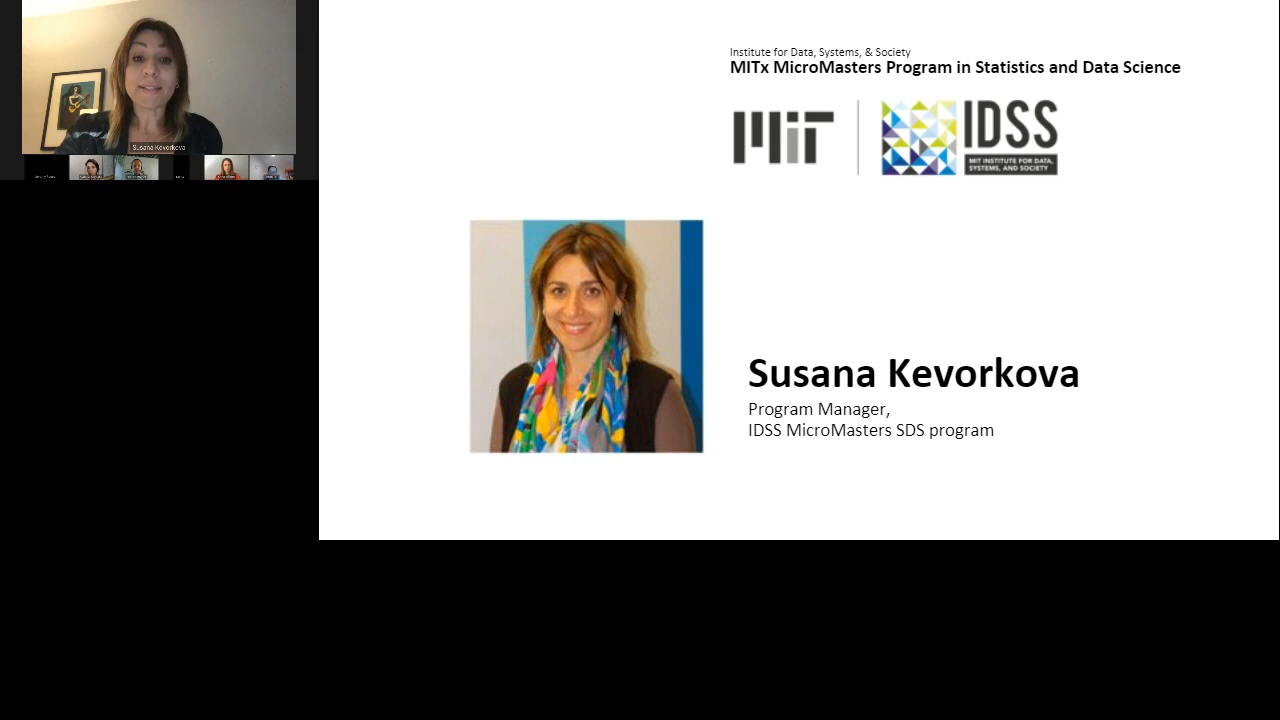 Susana Kevorkova
Institute for Data, Systems, & Society
MITx MicroMasters Program in Statistics and Data Science
MIT
IDSS
MIT INSTITUTE FOR DATA,
SYSTEMS, AND SOCIETY
Susana Kevorkova
Program Manager,
IDSS MicroMasters SDS program